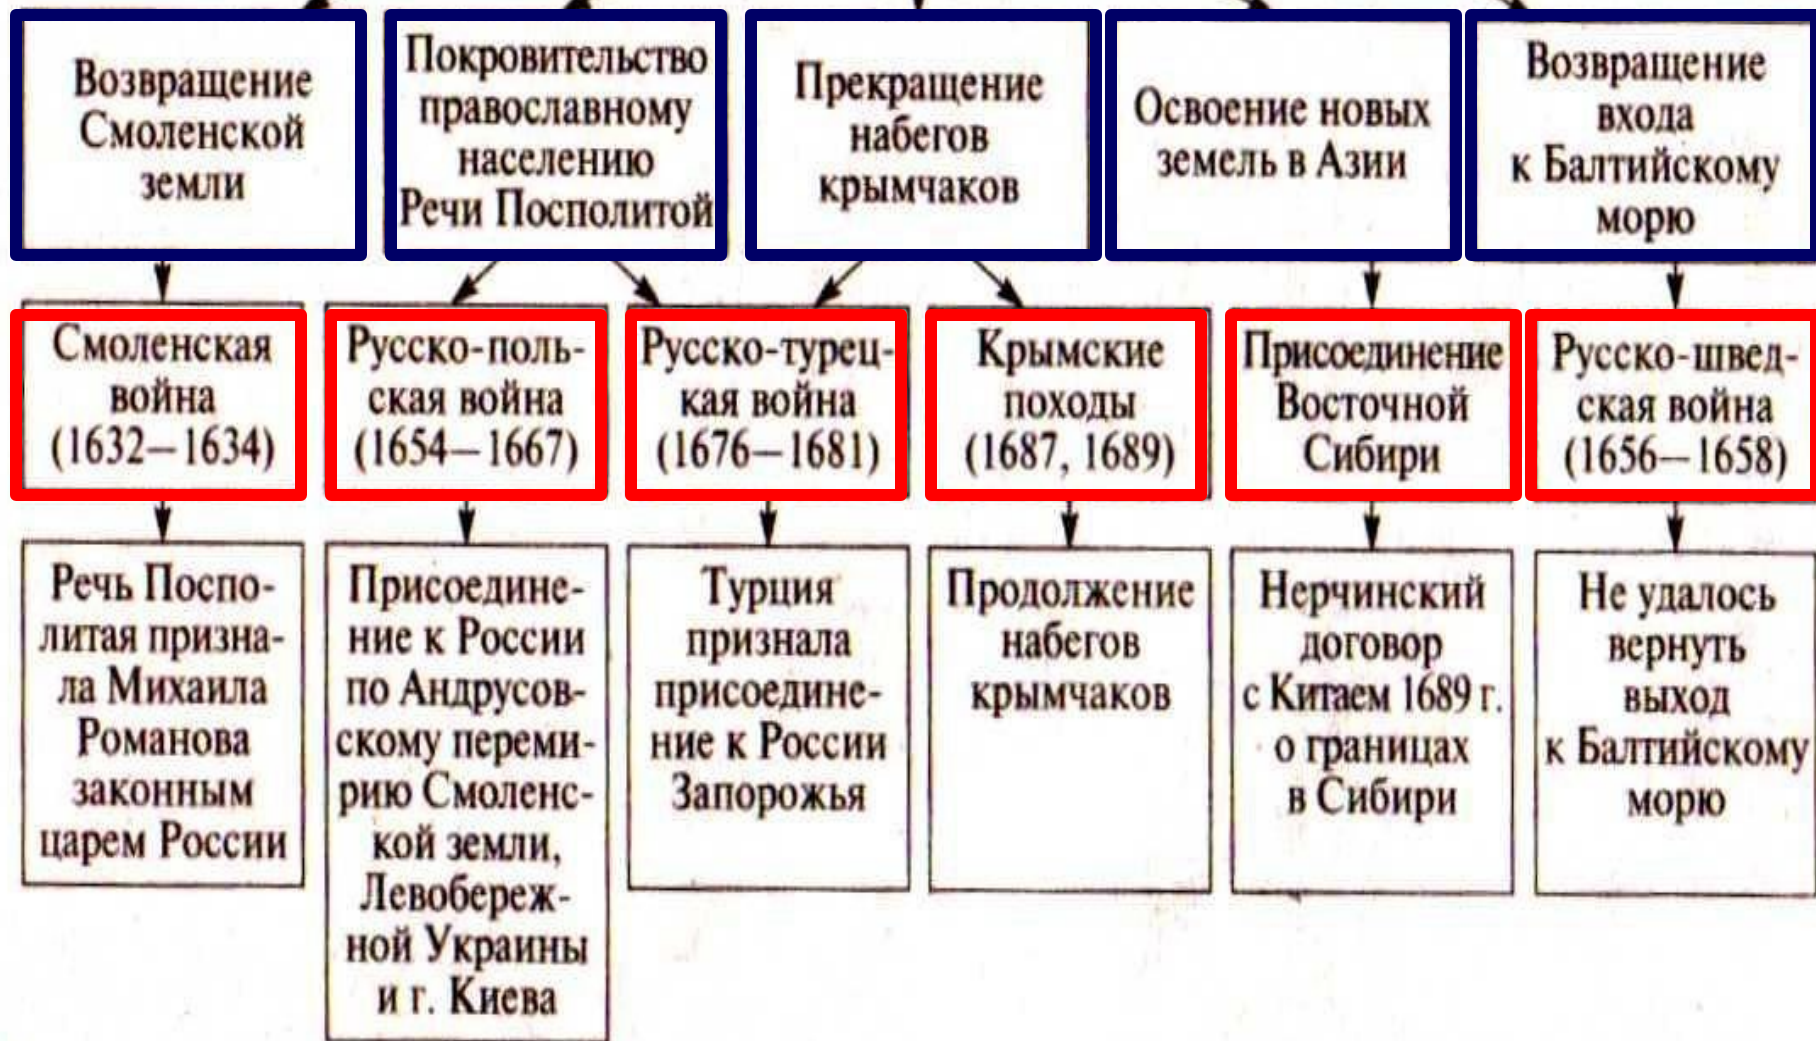 Возвращение
Смоленской
земли
Покровительство
православному
населению
Речи Посполитой
Прекращение
набегов
крымчаков
Освоение новых
земель в Азии
Возвращение
входа
к Балтийскому
морю
Смоленская
война
(1632—1634)
Русско-поль-
ская война
(1654—1667)
Русско-турец-
кая война
(1676—1681)
Крымские
походы
(1687, 1689)
Присоединение
Восточной
Сибири
Русско-швед-
ская война
(1656—1658)
Речь Поспо-
литая призна-
ла Михаила
Романова
законным
царем России
Присоедине-
ние к России
по Андрусов-
скому переми-
рию Смоленс-
кой земли,
Левобереж-
ной Украины
и г. Киева
Турция
признала
присоедине-
ние к России
Запорожья
Продолжение
набегов
крымчаков
Нерчинский
договор
с Китаем 1689 г.
о границах
в Сибири
Не удалось
вернуть
выход
к Балтийскому
морю